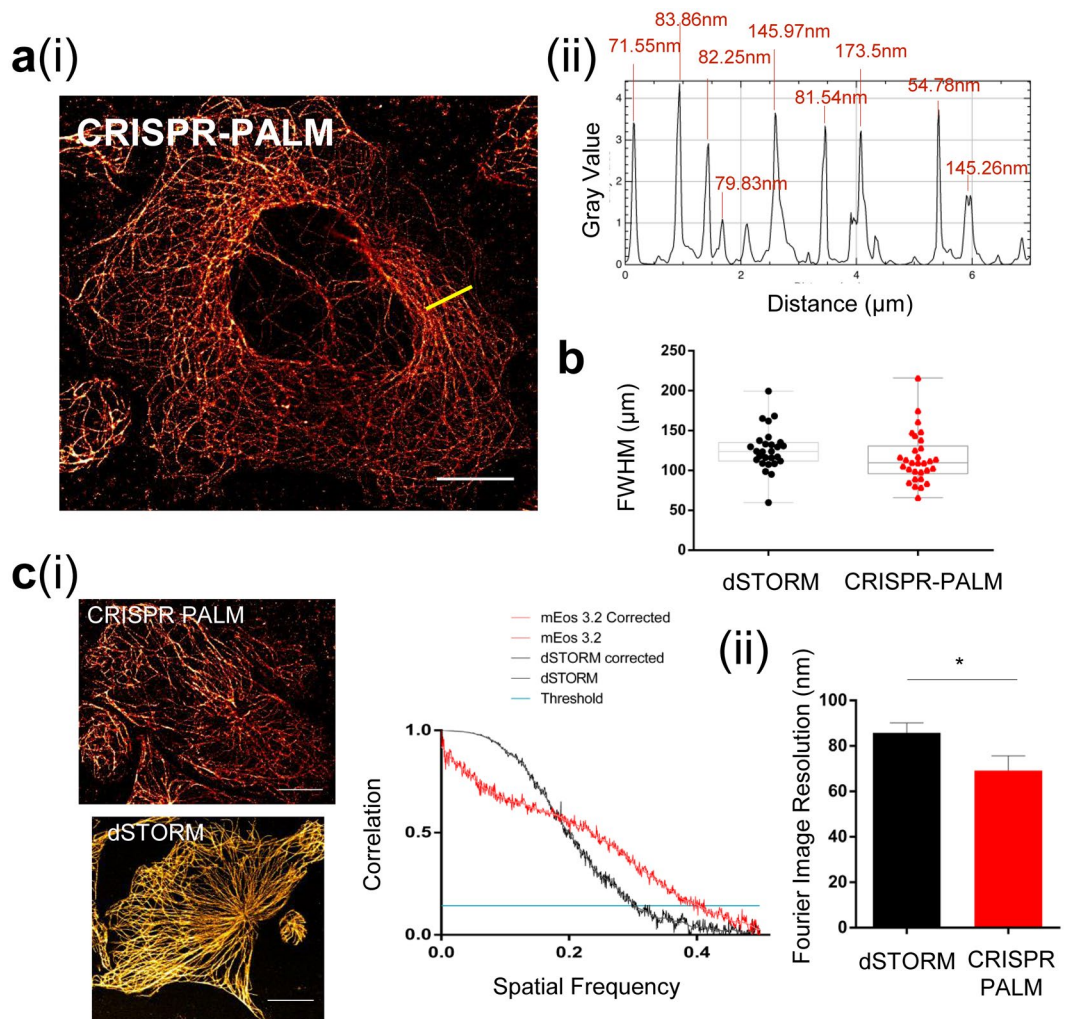 a(i)
CRISPR-PALM
(ii)
71.55nm
83.86nm
82.25nm
79.83nm
145.97nm
81.54nm
173.5nm
54.78nm
145.26nm
Gray Value
4
3
2
1
0
0
2
4
6
Distance (µm)
b
FWHM (µm)
250
200
150
100
50
0
dSTORM
CRISPR-PALM
c(i)
CRISPR PALM
dSTORM
mEos 3.2 Corrected
mEos 3.2
dSTORM corrected
dSTORM
Threshold
Correlation
1.0
0.5
0.0
0.0
0.2
0.4
Spatial Frequency
(ii)
*
Fourier Image Resolution (nm)
100
80
60
40
20
0
dSTORM
CRISPR
PALM